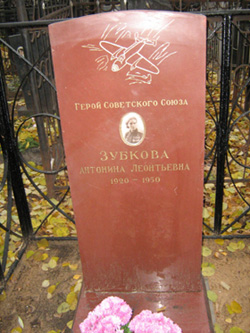 Герой Советского Союза
ЗУБКОВА
АНТОНИНА ЛЕОНТЬЕВНА
1920 – 1950